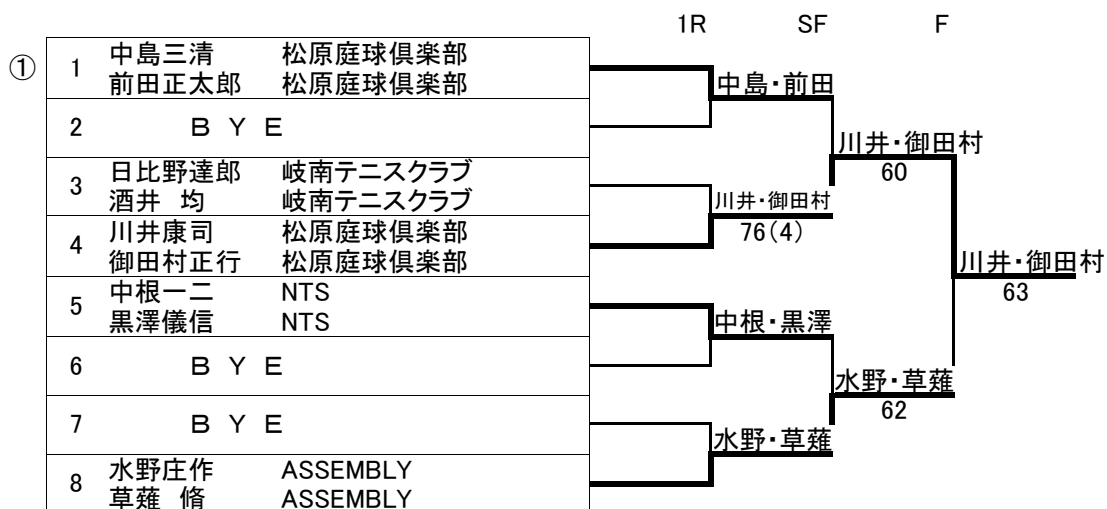 1R SF F
①
1 中島三清 松原庭球倶楽部
前田正太郎 松原庭球倶楽部
中島・前田
2 BYE
川井・御田村
60
3 日比野達郎 岐南テニスクラブ
酒井 均 岐南テニスクラブ
川井・御田村
76(4)
4 川井康司 松原庭球倶楽部
御田村正行 松原庭球倶楽部
川井・御田村
63
5 中根一二 NTS
黒澤儀信 NTS
中根・黒澤
6 BYE
水野・草薙
62
7 BYE
水野・草薙
8 水野庄作 ASSEMBLY
草薙 脩 ASSEMBLY